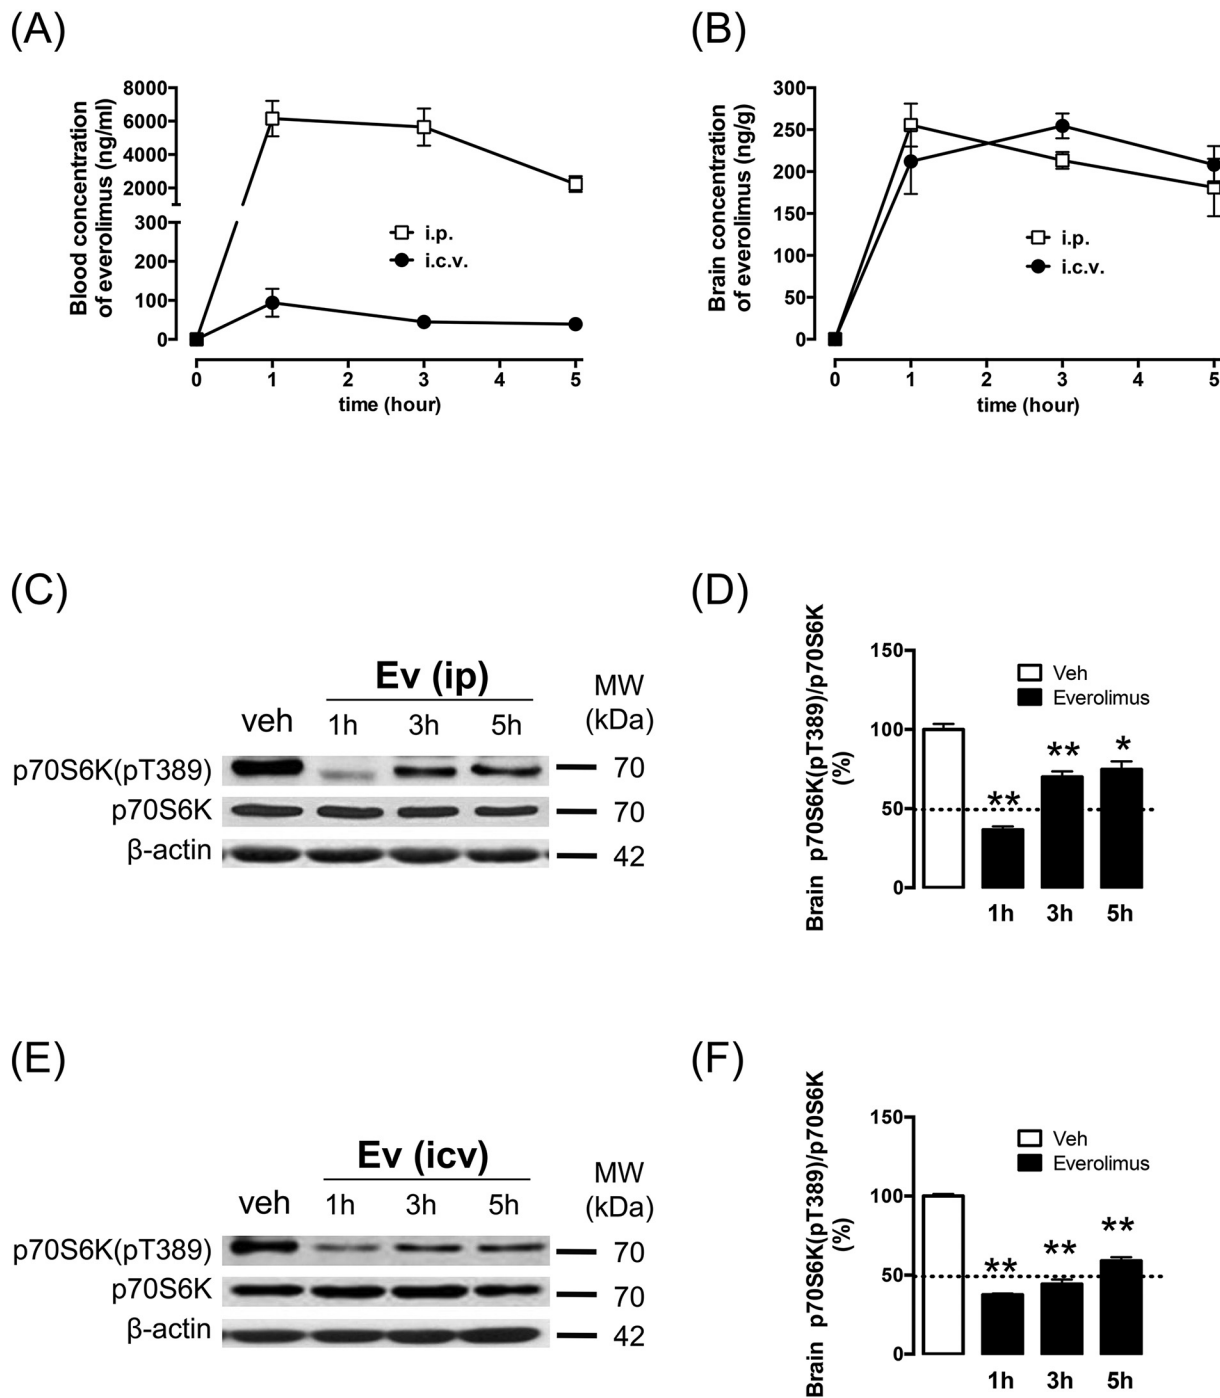 (A)
Blood concentration
of everolimus (ng/ml)
8000
6000
4000
2000
300
200
100
0
i.p.
i.c.v.
0 1 2 3 4 5
time (hour)
(B)
Brain concentration
of everolimus (ng/g)
300
250
200
150
100
50
0
i.p.
i.c.v.
0 1 2 3 4 5
time (hour)
(C)
Ev (ip)
MW
(kDa)
veh 1h 3h 5h
p70S6K(pT389) 70
p70S6K 70
β-actin 42
(D)
Brain p70S6K(pT389)/p70S6K
(%)
150
100
50
0
Veh
Everolimus
** ** *
1h 3h 5h
(E)
Ev (icv)
MW
(kDa)
veh 1h 3h 5h
p70S6K(pT389) 70
p70S6K 70
β-actin 42
(F)
Brain p70S6K(pT389)/p70S6K
(%)
150
100
50
0
Veh
Everolimus
** ** **
1h 3h 5h